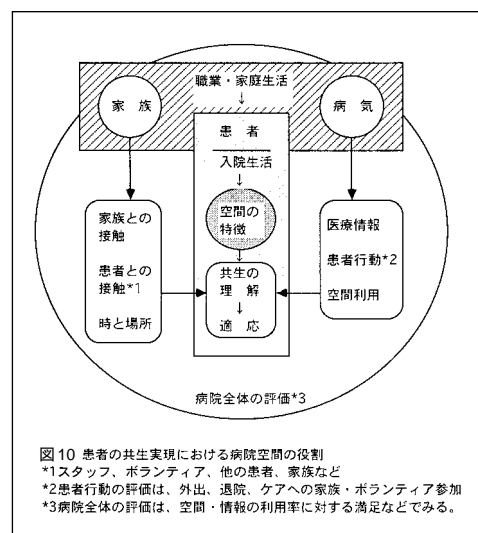 職業・家庭生活
↓
家 族
病 気
患 者
入院生活
↓
空間の
特徴
↓
家族との
接触
患者との
接触*1
時と場所
共生の
理 解
↓
適 応
医療情報
患者行動*2
空間利用
病院全体の評価*3
図10 患者の共生実現における病院空間の役割
*1スタッフ、ボランティア、他の患者、家族など
*2患者行動の評価は、外出、退院、ケアへの家族・ボランティア参加
*3病院全体の評価は、空間・情報の利用率に対する満足などでみる。